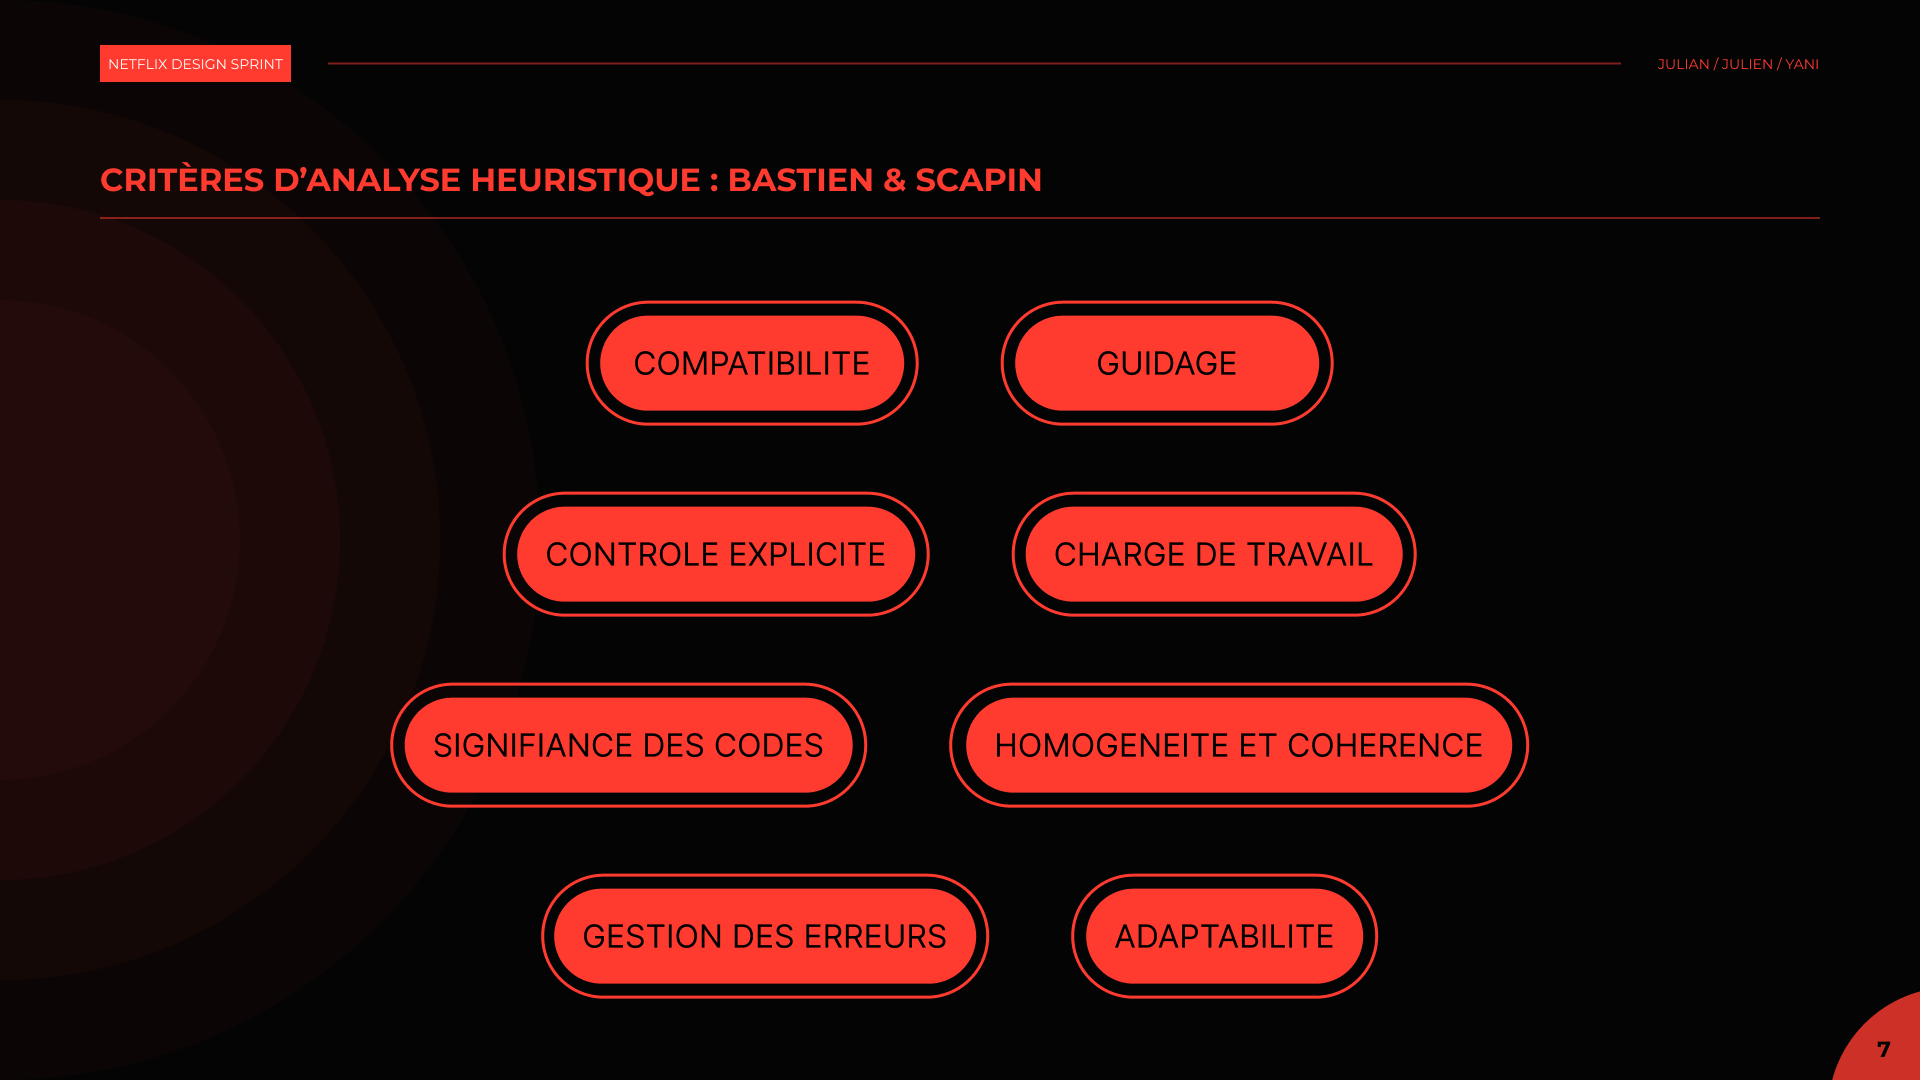 NETFLIX DESIGN SPRINT
JULIAN / JULIEN / YANI
CRITÈRES D’ANALYSE HEURISTIQUE : BASTIEN & SCAPIN
COMPATIBILITE
GUIDAGE
CONTROLE EXPLICITE
CHARGE DE TRAVAIL
SIGNIFIANCE DES CODES
HOMOGENEITE ET COHERENCE
GESTION DES ERREURS
ADAPTABILITE
7